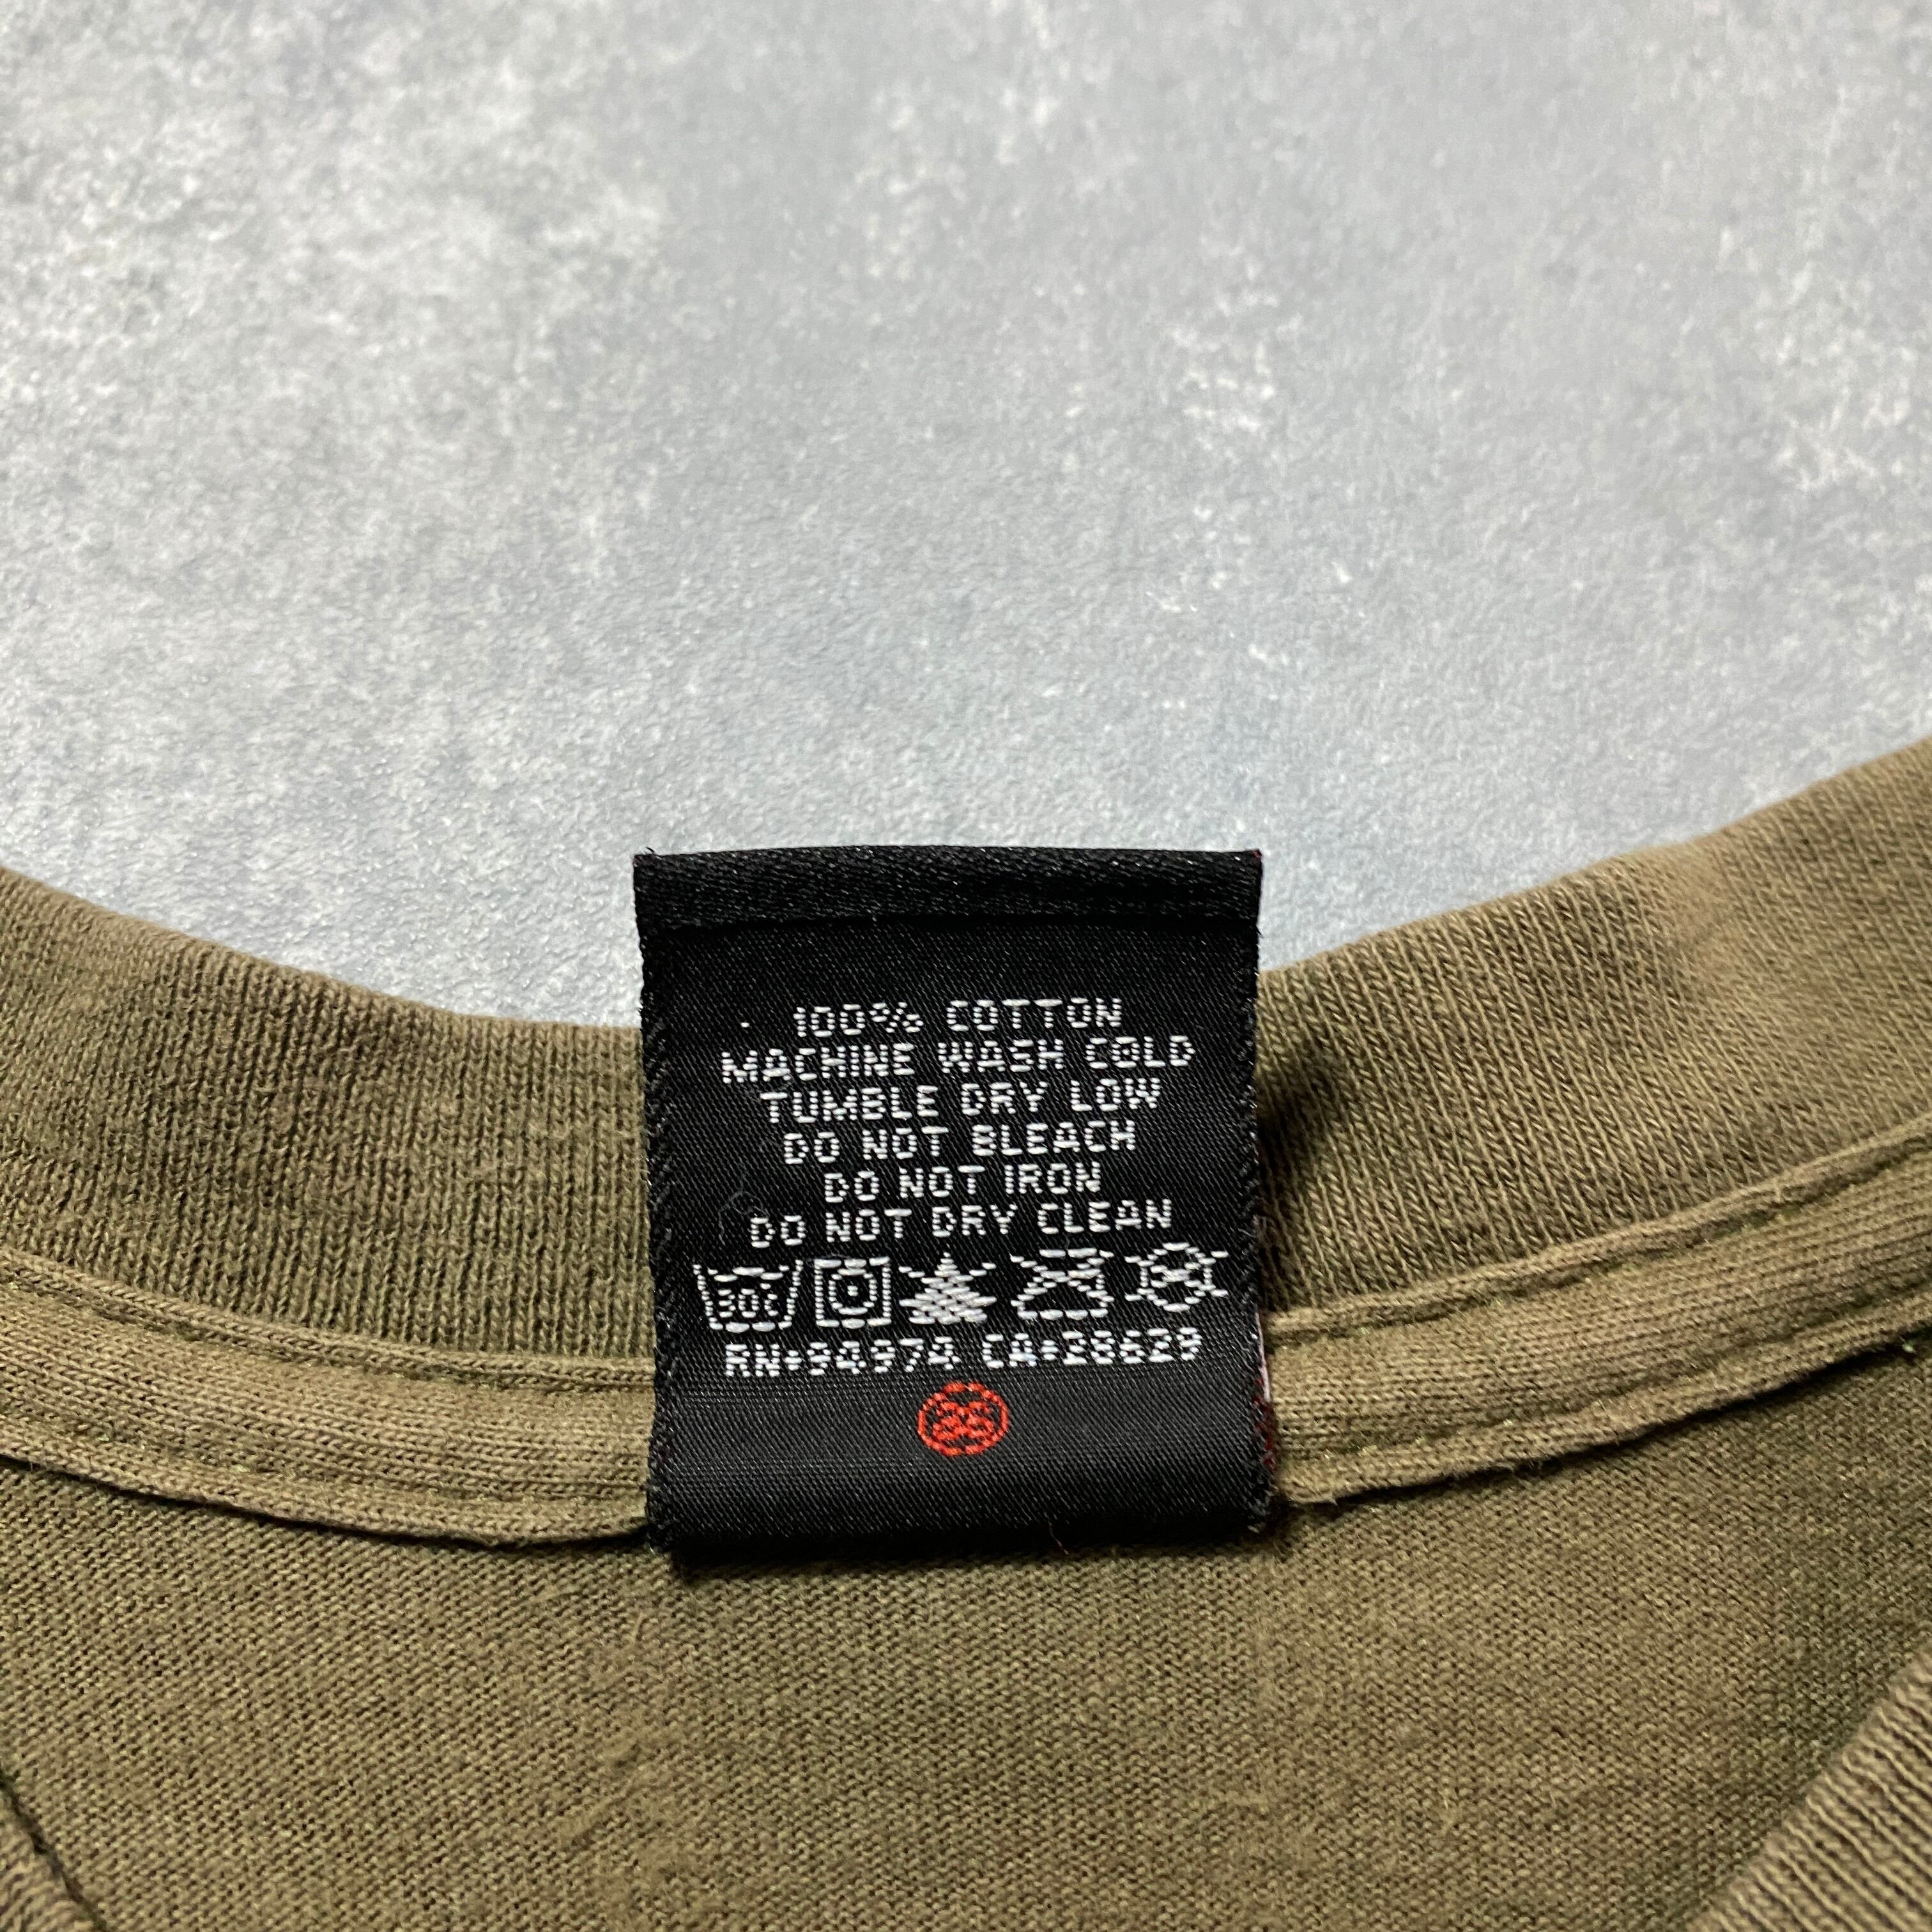 100% COTTON
MACHINE WASH COLD
TUMBLE DRY LOW
DO NOT BLEACH
DO NOT IRON
DO NOT DRY CLEAN
30C
RN•94974 CA•28629